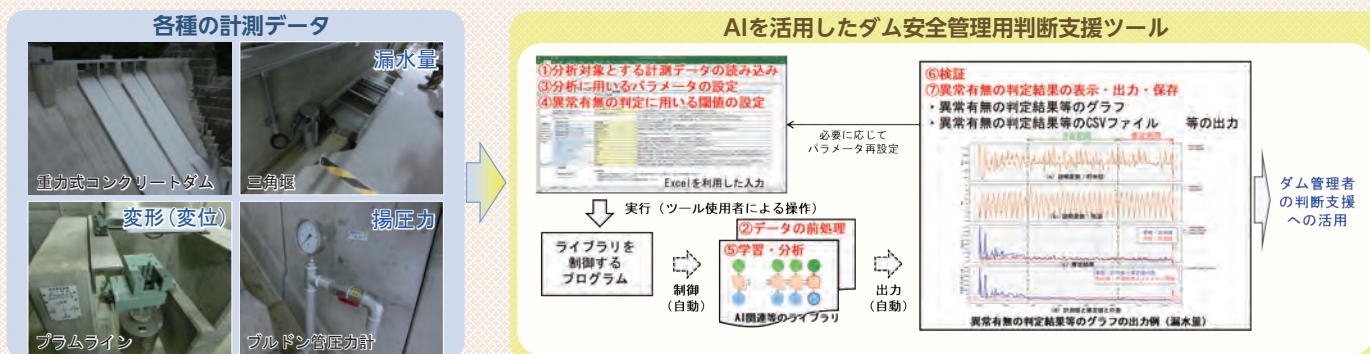 各種の計測データ
重力式コンクリートダム
漏水量
三角堰
変形(変位)
プラムライン
揚圧力
ブルドン管圧力計
AIを活用したダム安全管理用判断支援ツール
①分析対象とする計測データの読み込み
③分析に用いるパラメータの設定
④異常有無の判定に用いる閾値の設定
Excelを利用した入力
実行(ツール使用者による操作)
ライブラリを
制御する
プログラム
制御
(自動)
②データの前処理
⑤学習・分析
AI関連等のライブラリ
出力
(自動)
必要に応じて
パラメータ再設定
⑥検証
⑦異常有無の判定結果の表示・出力・保存
・異常有無の判定結果等のグラフ
・異常有無の判定結果等のCSVファイル 等の出力
異常有無の判定結果等のグラフの出力例(漏水量)
ダム管理者
の判断支援
への活用